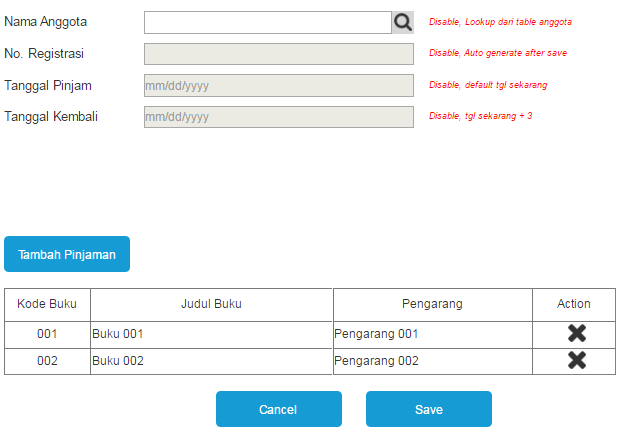 Nama Anggota Disable, Lookup dari table anggota
No. Registrasi Disable, Auto generate after save
Tanggal Pinjam mm/dd/yyyy Disable, default tgl sekarang
Tanggal Kembali mm/dd/yyyy Disable, tgl sekarang + 3
Tambah Pinjaman
Kode Buku Judul Buku Pengarang Action
001 Buku 001 Pengarang 001
002 Buku 002 Pengarang 002
Cancel Save